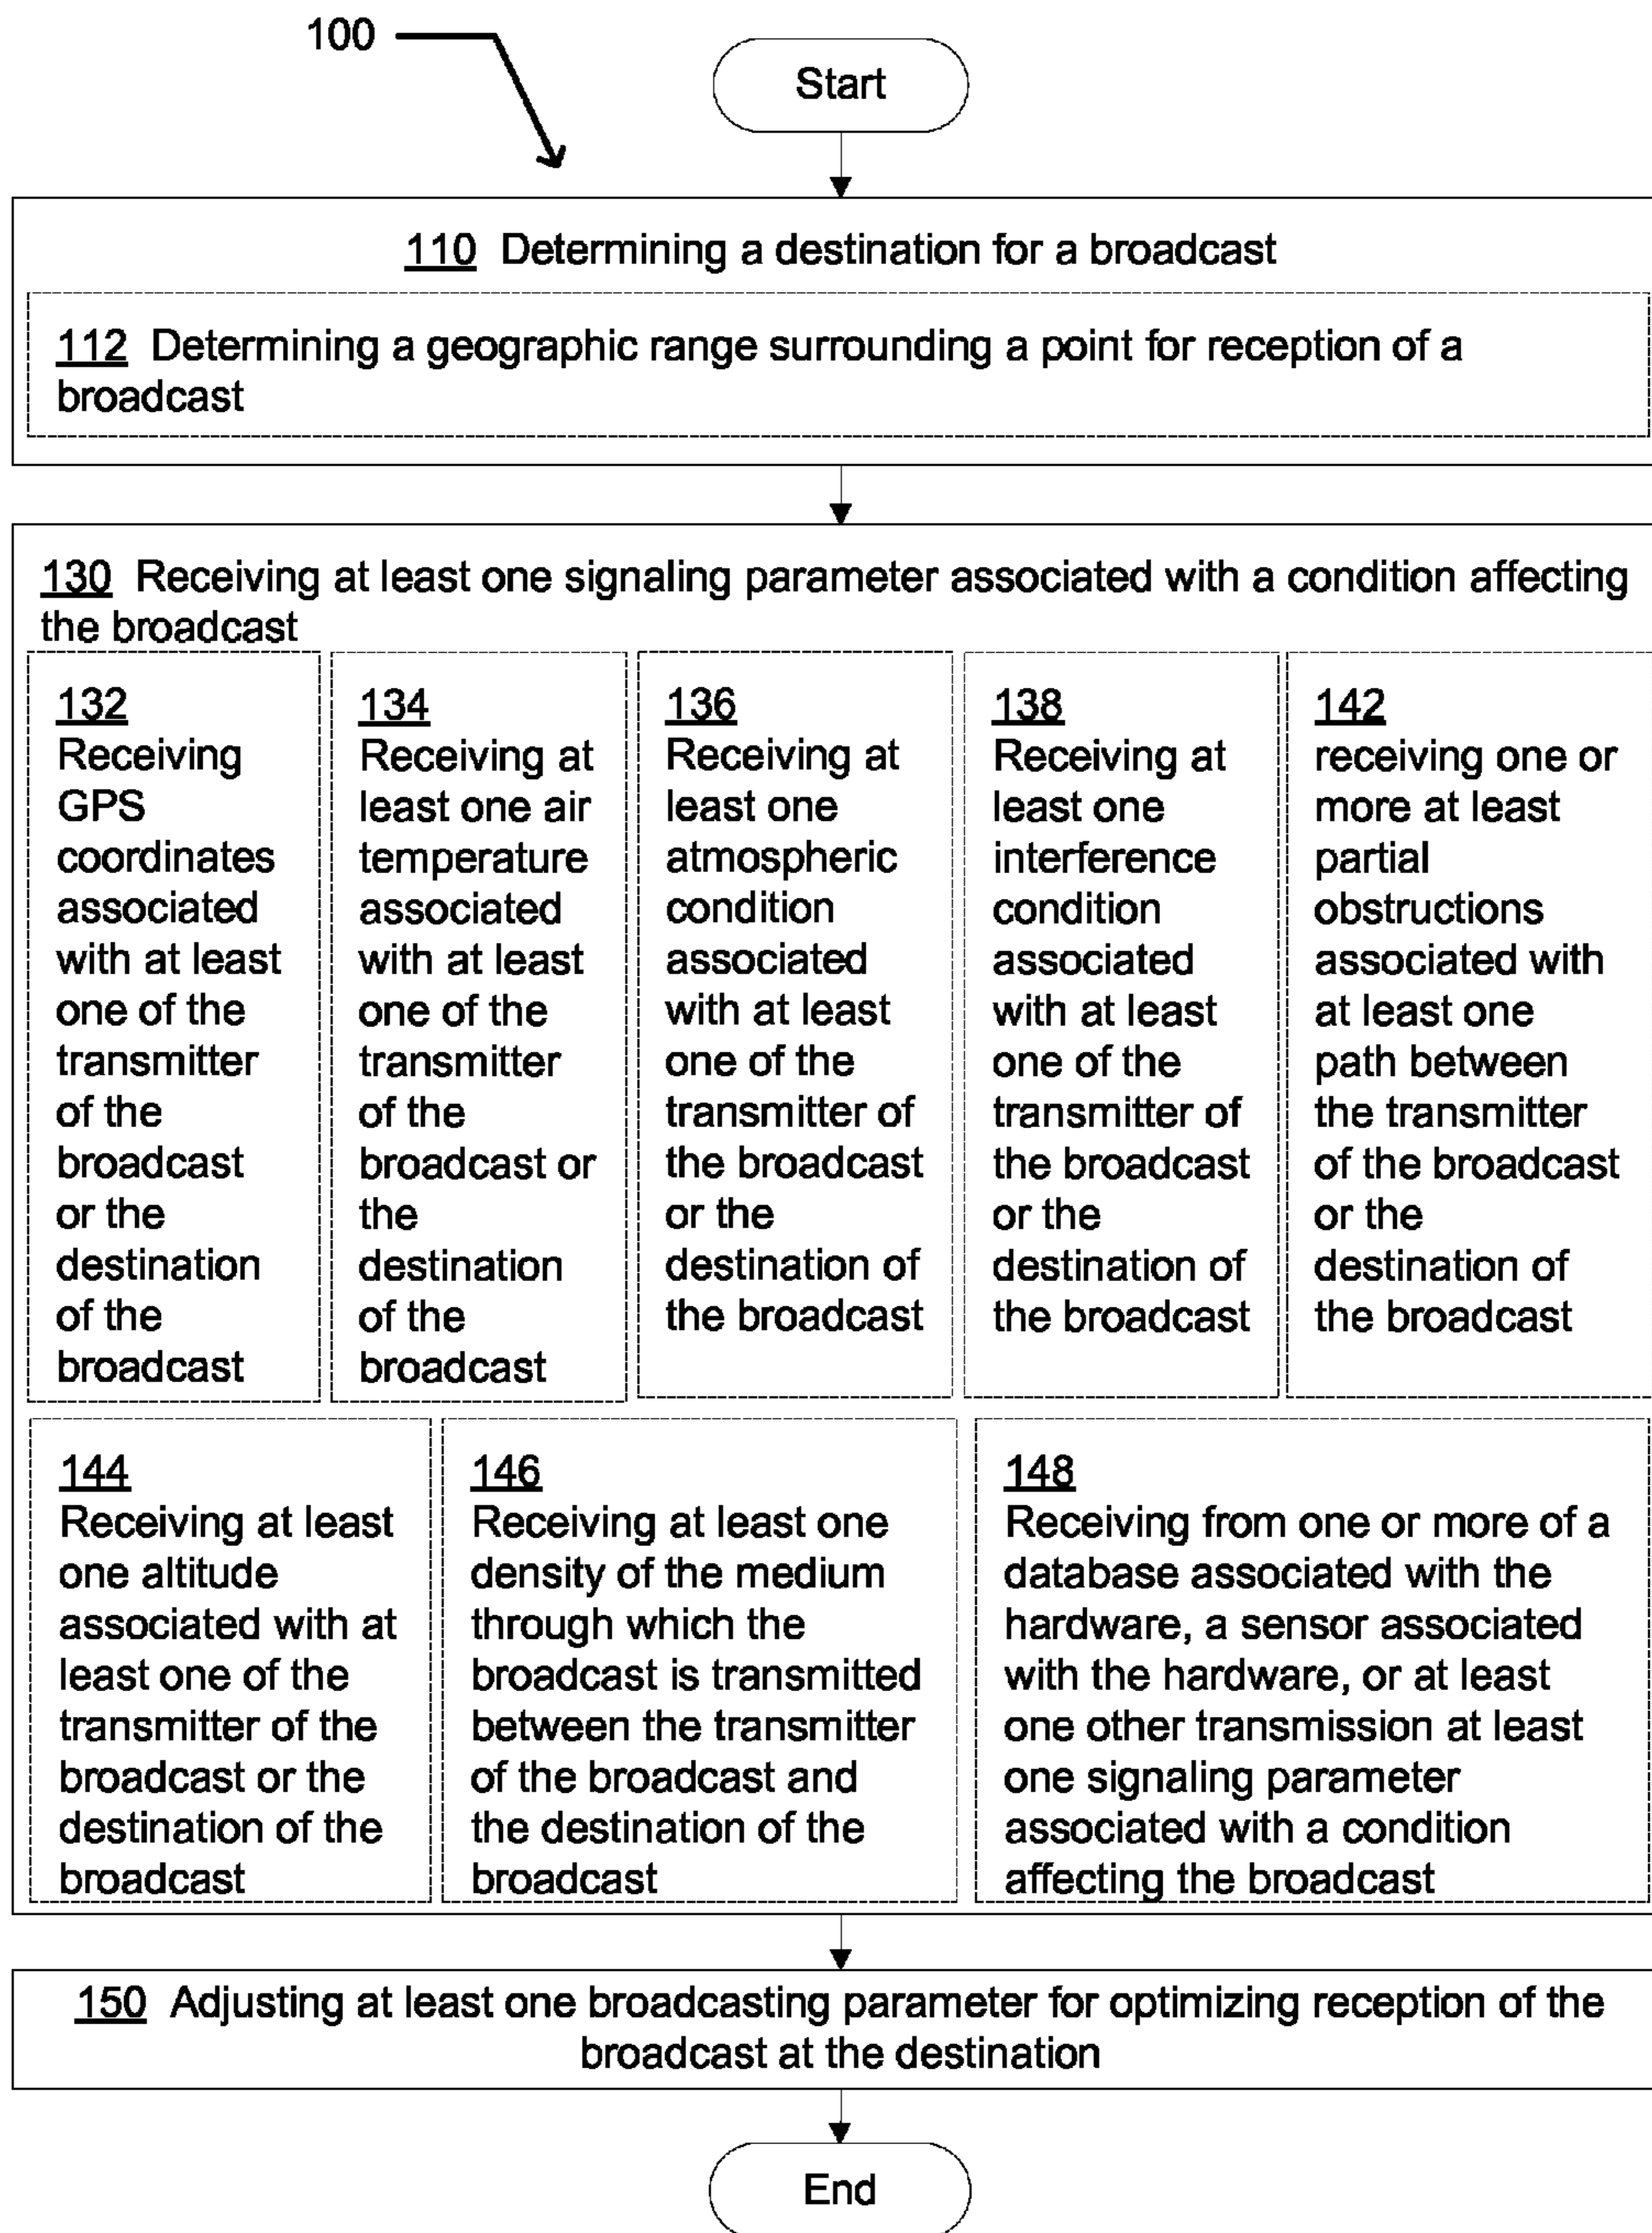 100
Start
110 Determining a destination for a broadcast
112 Determining a geographic range surrounding a point for reception of a
broadcast
130 Receiving at least one signaling parameter associated with a condition affecting
the broadcast
132
Receiving
GPS
coordinates
associated
with at least
one of the
transmitter
of the
broadcast
or the
destination
of the
broadcast
134
Receiving at
least one air
temperature
associated
with at least
one of the
transmitter
of the
broadcast or
the
destination
of the
broadcast
136
Receiving at
least one
atmospheric
condition
associated
with at least
one of the
transmitter of
the broadcast
or the
destination of
the broadcast
138
Receiving at
least one
interference
condition
associated
with at least
one of the
transmitter of
the broadcast
or the
destination of
the broadcast
142
receiving one or
more at least
partial
obstructions
associated with
at least one
path between
the transmitter
of the broadcast
or the
destination of
the broadcast
144
Receiving at least
one altitude
associated with at
least one of the
transmitter of the
broadcast or the
destination of the
broadcast
146
Receiving at least one
density of the medium
through which the
broadcast is transmitted
between the transmitter
of the broadcast and
the destination of the
broadcast
148
Receiving from one or more of a
database associated with the
hardware, a sensor associated
with the hardware, or at least
one other transmission at least
one signaling parameter
associated with a condition
affecting the broadcast
150 Adjusting at least one broadcasting parameter for optimizing reception of the
broadcast at the destination
End